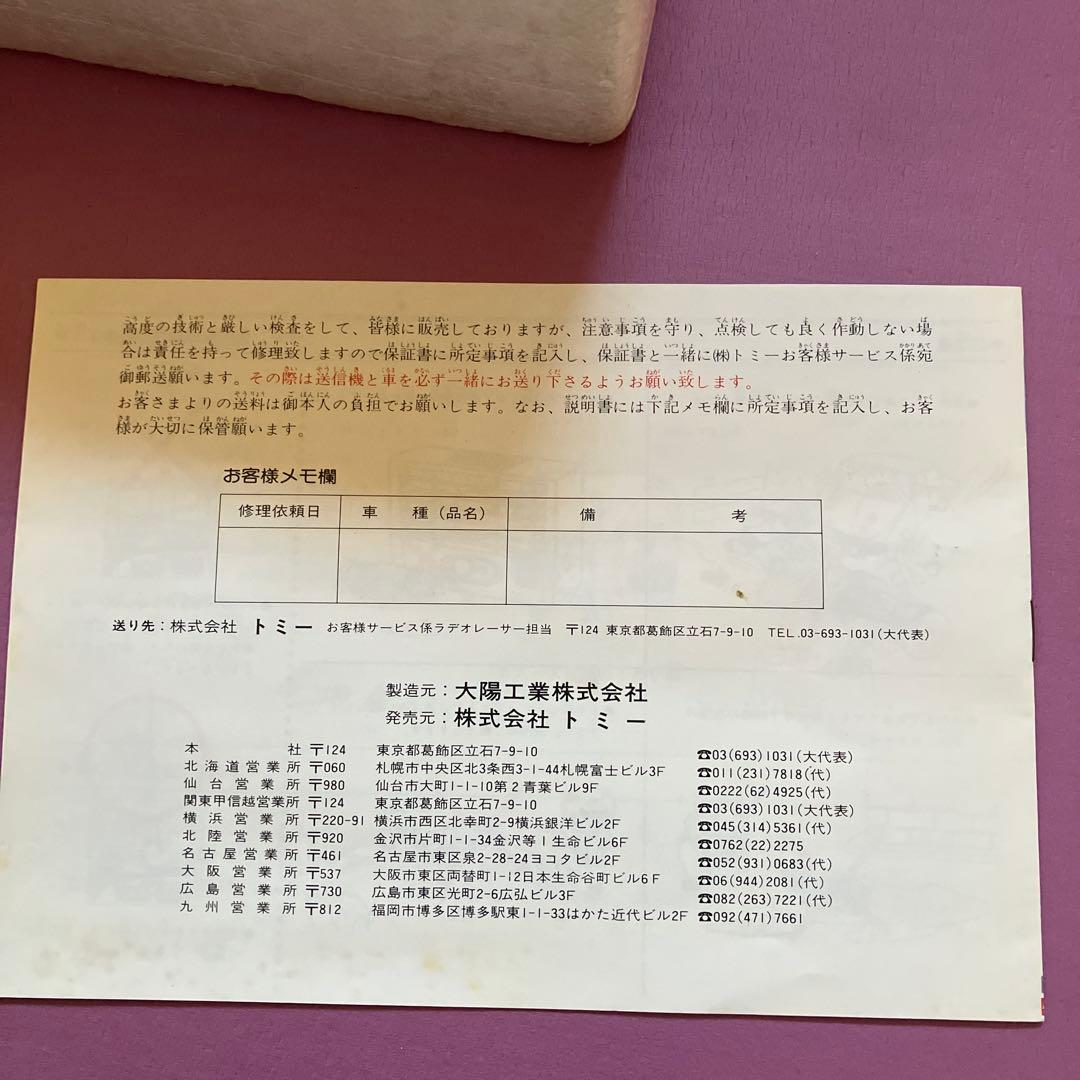 高度の技術と厳しい検査をして、皆様に販売しておりますが、注意事項を守り、点検しても良く作動しない場
合は責任を持って修理致しますので保証書に所定事項を記入し、保証書と一緒に㈱トミーお客様サービス係宛
御郵送願います。その際は送信機と車を必ず一緒にお送り下さるようお願い致します。
お客さまよりの送料は御本人の負担でお願いします。なお、説明書には下記メモ欄に所定事項を記入し、お客
様が大切に保管願います。
お客様メモ欄
修理依頼日 車種（品名） 備考
送り先：株式会社 トミー お客様サービス係ラデオレーサー担当 〒124 東京都葛飾区立石7-9-10 TEL.03-693-1031(大代表)
製造元：大陽工業株式会社
発売元：株式会社トミー
本社 〒124 東京都葛飾区立石7-9-10 ☎03(693)1031(大代表)
北海道営業所 〒060 札幌市中央区北3条西3-1-44札幌富士ビル3F ☎011(231)7818(代)
仙台営業所 〒980 仙台市大町1-1-10第2青葉ビル9F ☎0222(62)4925(代)
関東甲信越営業所 〒124 東京都葛飾区立石7-9-10 ☎03(693)1031(大代表)
横浜営業所 〒220-91 横浜市西区北幸町2-9横浜銀洋ビル2F ☎045(314)5361(代)
北陸営業所 〒920 金沢市片町1-1-34金沢等1生命ビル6F ☎0762(22)2275
名古屋営業所 〒461 名古屋市東区泉2-28-24ヨコタビル2F ☎052(931)0683(代)
大阪営業所 〒537 大阪市東区両替町1-12日本生命谷町ビル6F ☎06(944)2081(代)
広島営業所 〒730 広島市東区光町2-6広弘ビル3F ☎082(263)7221(代)
九州営業所 〒812 福岡市博多区博多駅東1-1-33はかた近代ビル2F ☎092(471)7661